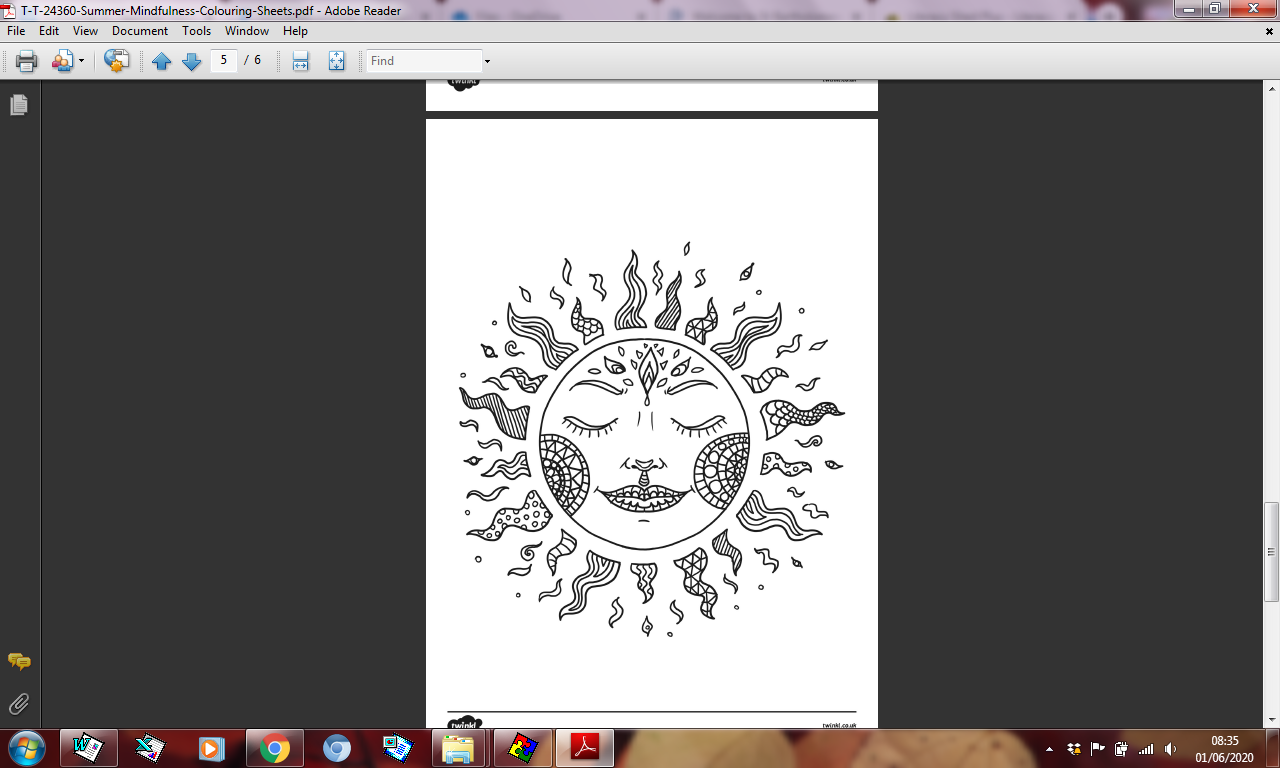 T-T-24360-Summer-Mindfulness-Colouring-Sheets.pdf - Adobe Reader
File Edit View Document Tools Window Help
5 / 6 Find
twinkl twinkl.co.uk
twinkl twinkl.co.uk
08:35
01/06/2020